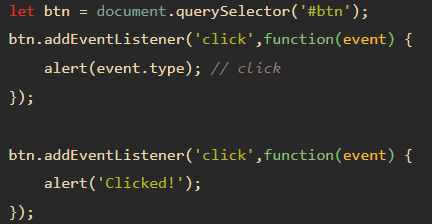 let btn = document.querySelector('#btn');
btn.addEventListener('click',function(event) {
    alert(event.type); // click
});

btn.addEventListener('click',function(event) {
    alert('Clicked!');
});